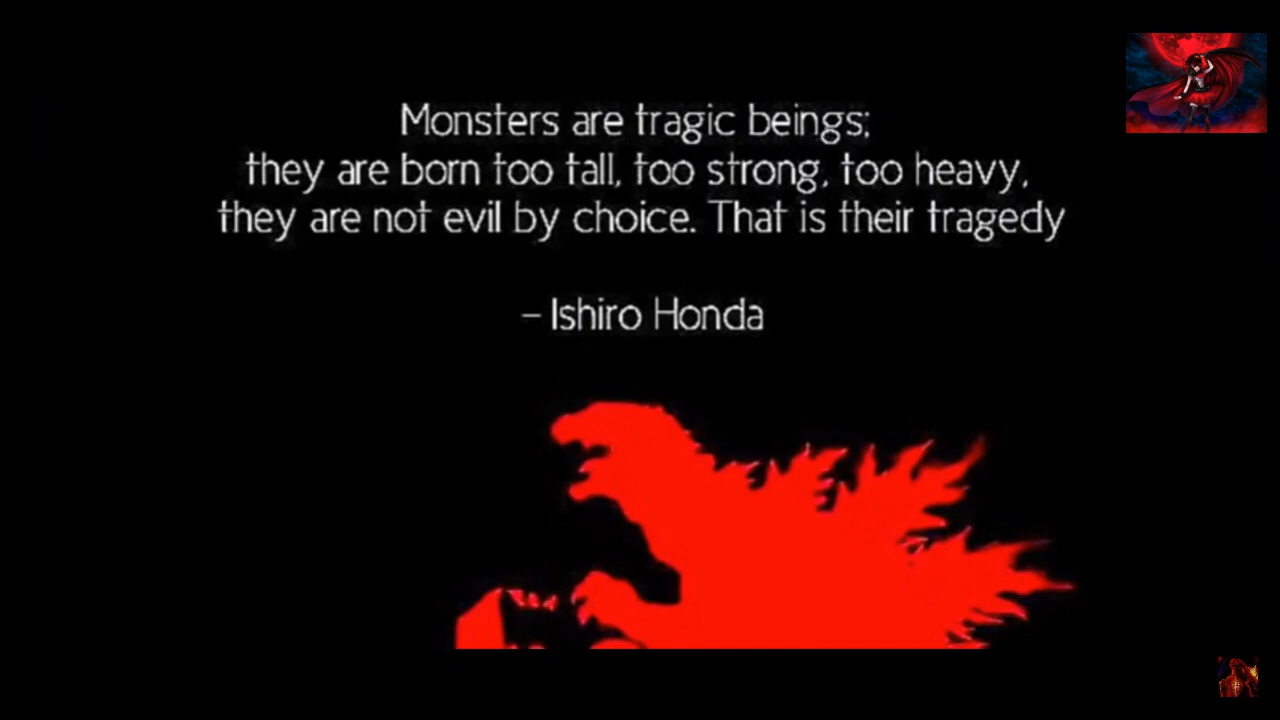 Monsters are tragic beings;
they are born too tall, too strong, too heavy,
they are not evil by choice. That is their tragedy
– Ishiro Honda